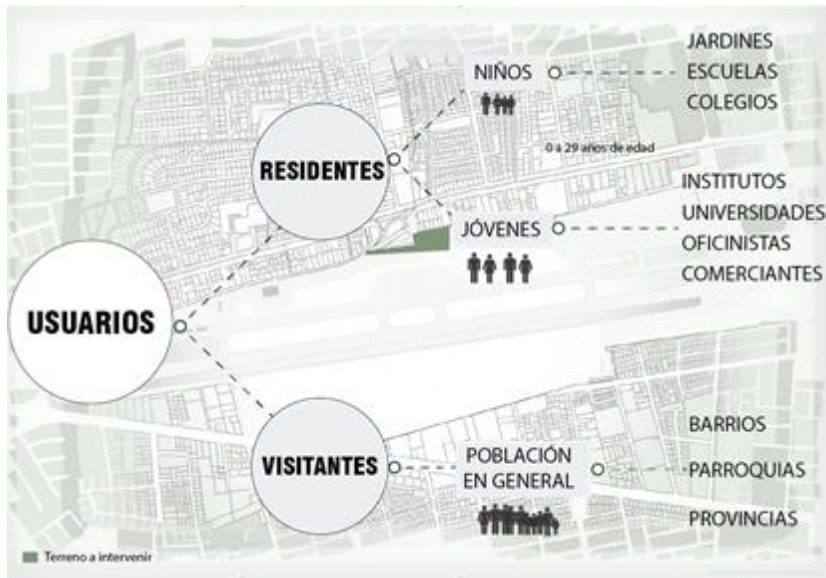 JARDINES
NIÑOS
ESCUELAS
COLEGIOS
RESIDENTES
0 a 29 años de edad
INSTITUTOS
JÓVENES
UNIVERSIDADES
OFICINISTAS
COMERCIANTES
USUARIOS
BARRIOS
VISITANTES
POBLACIÓN
EN GENERAL
PARROQUIAS
PROVINCIAS
Terreno a intervenir